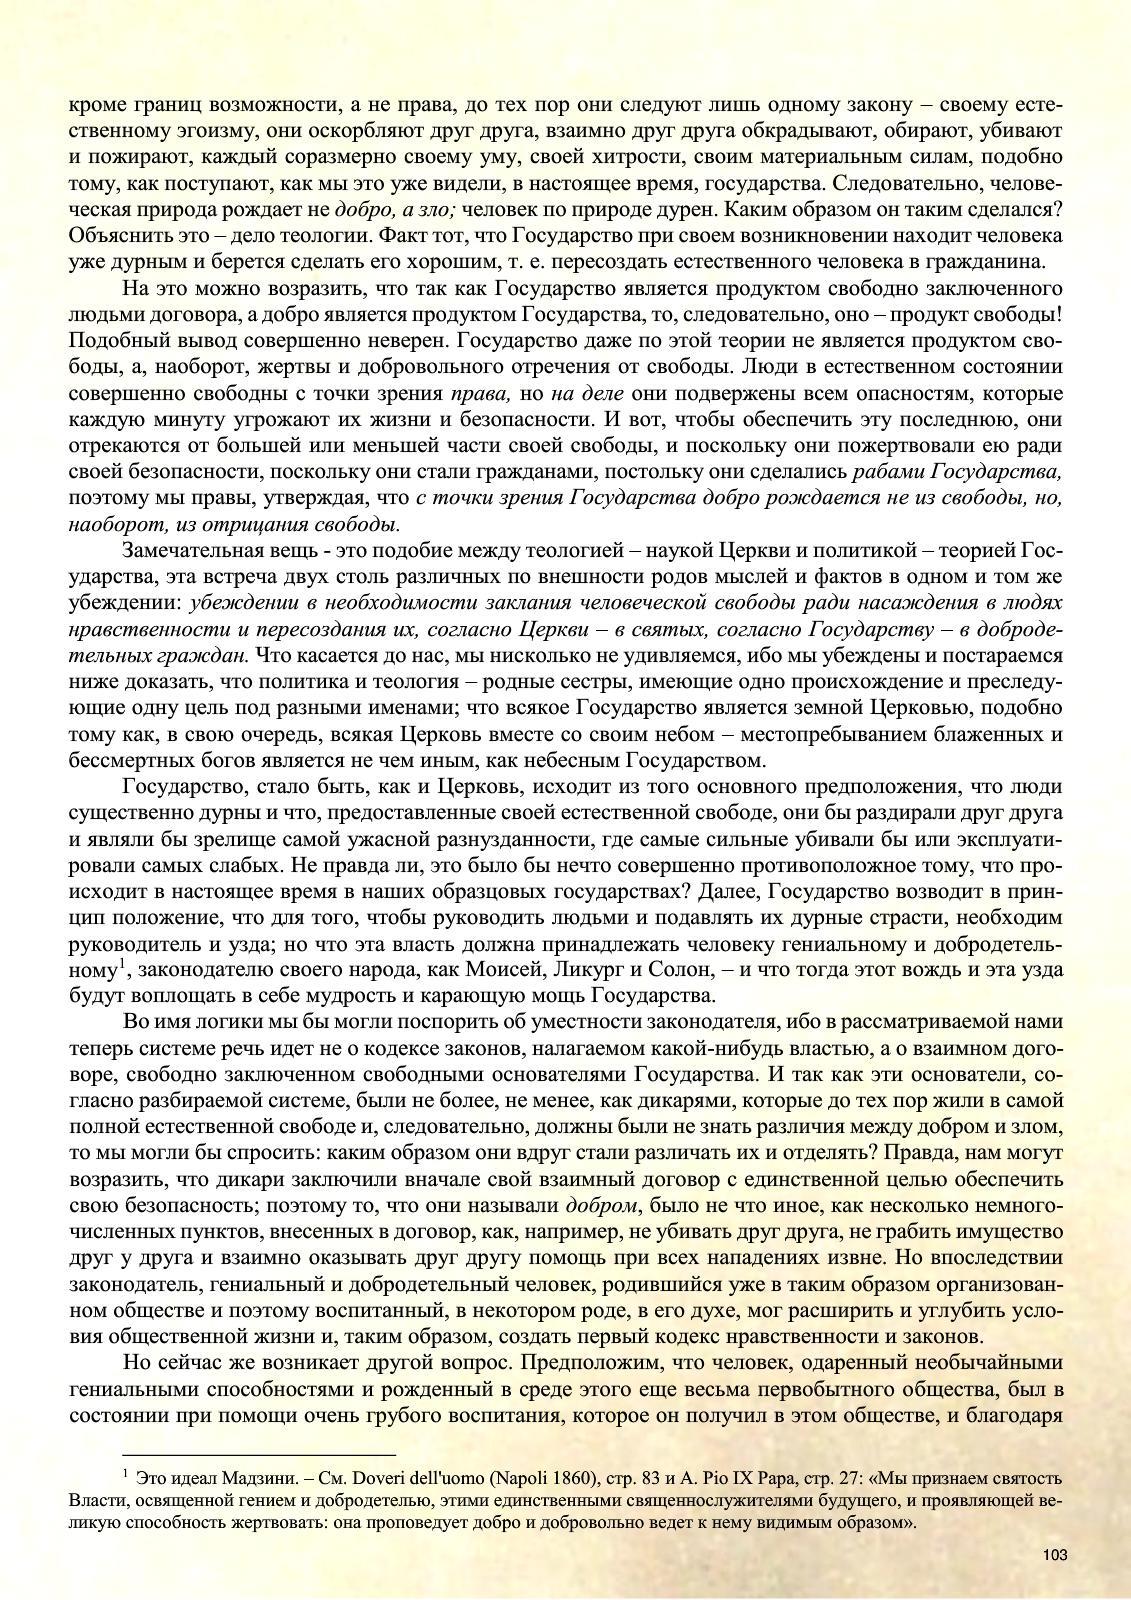 кроме границ возможности, а не права, до тех пор они следуют лишь одному закону – своему есте-
ственному эгоизму, они оскорбляют друг друга, взаимно друг друга обкрадывают, обирают, убивают
и пожирают, каждый соразмерно своему уму, своей хитрости, своим материальным силам, подобно
тому, как поступают, как мы это уже видели, в настоящее время, государства. Следовательно, челове-
ческая природа рождает не добро, а зло; человек по природе дурен. Каким образом он таким сделался?
Объяснить это – дело теологии. Факт тот, что Государство при своем возникновении находит человека
уже дурным и берется сделать его хорошим, т. е. пересоздать естественного человека в гражданина.
На это можно возразить, что так как Государство является продуктом свободно заключенного
людьми договора, а добро является продуктом Государства, то, следовательно, оно – продукт свободы!
Подобный вывод совершенно неверен. Государство даже по этой теории не является продуктом сво-
боды, а, наоборот, жертвы и добровольного отречения от свободы. Люди в естественном состоянии
совершенно свободны с точки зрения права, но на деле они подвержены всем опасностям, которые
каждую минуту угрожают их жизни и безопасности. И вот, чтобы обеспечить эту последнюю, они
отрекаются от большей или меньшей части своей свободы, и поскольку они пожертвовали ею ради
своей безопасности, поскольку они стали гражданами, постольку они сделались рабами Государства,
поэтому мы правы, утверждая, что с точки зрения Государства добро рождается не из свободы, но,
наоборот, из отрицания свободы.
Замечательная вещь - это подобие между теологией – наукой Церкви и политикой – теорией Гос-
ударства, эта встреча двух столь различных по внешности родов мыслей и фактов в одном и том же
убеждении: убеждении в необходимости заклания человеческой свободы ради насаждения в людях
нравственности и пересоздания их, согласно Церкви – в святых, согласно Государству – в доброде-
тельных граждан. Что касается до нас, мы нисколько не удивляемся, ибо мы убеждены и постараемся
ниже доказать, что политика и теология – родные сестры, имеющие одно происхождение и преследу-
ющие одну цель под разными именами; что всякое Государство является земной Церковью, подобно
тому как, в свою очередь, всякая Церковь вместе со своим небом – местопребыванием блаженных и
бессмертных богов является не чем иным, как небесным Государством.
Государство, стало быть, как и Церковь, исходит из того основного предположения, что люди
существенно дурны и что, предоставленные своей естественной свободе, они бы раздирали друг друга
и являли бы зрелище самой ужасной разнузданности, где самые сильные убивали бы или эксплуати-
ровали самых слабых. Не правда ли, это было бы нечто совершенно противоположное тому, что про-
исходит в настоящее время в наших образцовых государствах? Далее, Государство возводит в прин-
цип положение, что для того, чтобы руководить людьми и подавлять их дурные страсти, необходим
руководитель и узда; но что эта власть должна принадлежать человеку гениальному и добродетель-
ному1, законодателю своего народа, как Моисей, Ликург и Солон, – и что тогда этот вождь и эта узда
будут воплощать в себе мудрость и карающую мощь Государства.
Во имя логики мы бы могли поспорить об уместности законодателя, ибо в рассматриваемой нами
теперь системе речь идет не о кодексе законов, налагаемом какой-нибудь властью, а о взаимном дого-
воре, свободно заключенном свободными основателями Государства. И так как эти основатели, со-
гласно разбираемой системе, были не более, не менее, как дикарями, которые до тех пор жили в самой
полной естественной свободе и, следовательно, должны были не знать различия между добром и злом,
то мы могли бы спросить: каким образом они вдруг стали различать их и отделять? Правда, нам могут
возразить, что дикари заключили вначале свой взаимный договор с единственной целью обеспечить
свою безопасность; поэтому то, что они называли добром, было не что иное, как несколько немного-
численных пунктов, внесенных в договор, как, например, не убивать друг друга, не грабить имущество
друг у друга и взаимно оказывать друг другу помощь при всех нападениях извне. Но впоследствии
законодатель, гениальный и добродетельный человек, родившийся уже в таким образом организован-
ном обществе и поэтому воспитанный, в некотором роде, в его духе, мог расширить и углубить усло-
вия общественной жизни и, таким образом, создать первый кодекс нравственности и законов.
Но сейчас же возникает другой вопрос. Предположим, что человек, одаренный необычайными
гениальными способностями и рожденный в среде этого еще весьма первобытного общества, был в
состоянии при помощи очень грубого воспитания, которое он получил в этом обществе, и благодаря
1 Это идеал Мадзини. – См. Doveri dell'uomo (Napoli 1860), стр. 83 и A. Pio IX Papa, стр. 27: «Мы признаем святость
Власти, освященной гением и добродетелью, этими единственными священнослужителями будущего, и проявляющей ве-
ликую способность жертвовать: она проповедует добро и добровольно ведет к нему видимым образом».
103